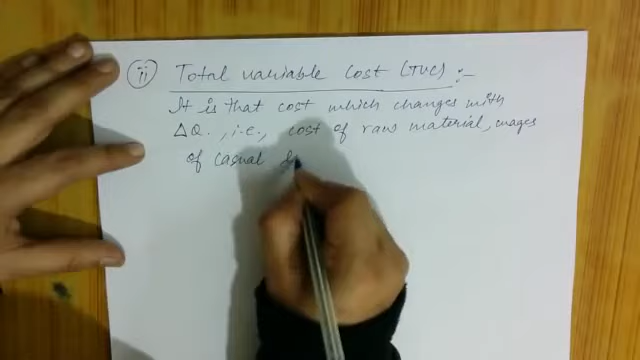 (ii) Total variable Cost (TVC) :-
It is that cost which changes with
ΔQ., i.e., cost of raw material, wages
of casual